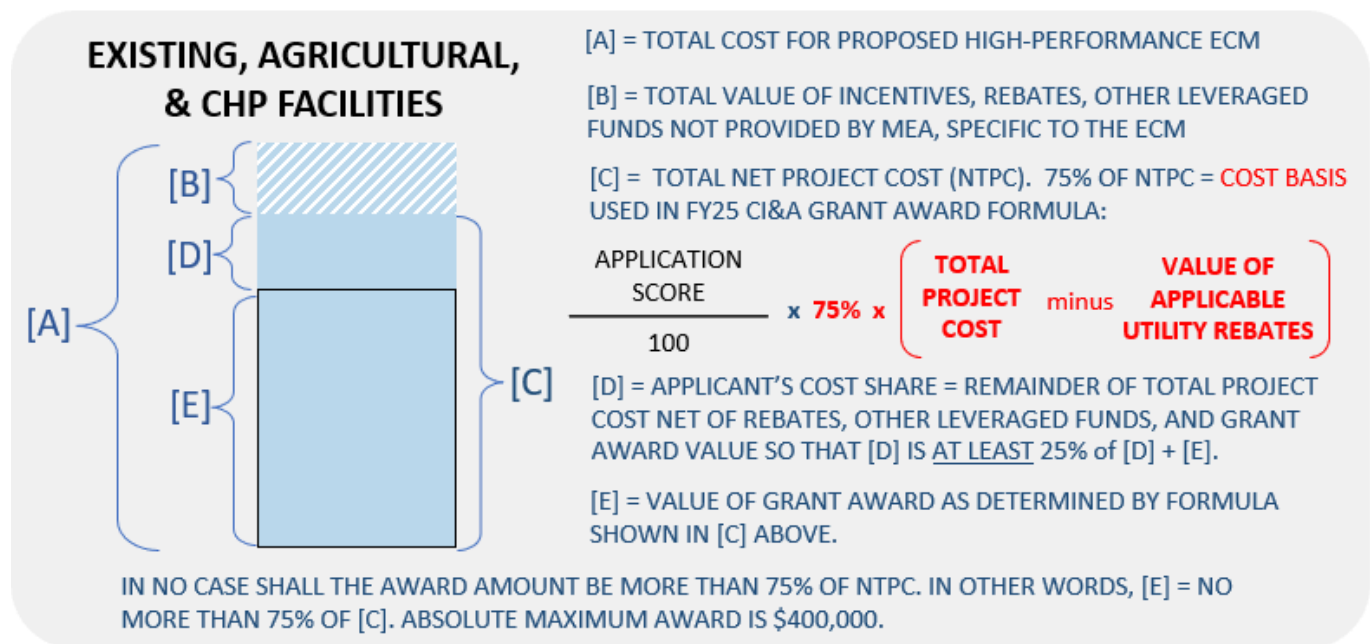 EXISTING, AGRICULTURAL,
& CHP FACILITIES
[A]
[B]
[D]
[E]
[C]
[A] = TOTAL COST FOR PROPOSED HIGH-PERFORMANCE ECM
[B] = TOTAL VALUE OF INCENTIVES, REBATES, OTHER LEVERAGED
FUNDS NOT PROVIDED BY MEA, SPECIFIC TO THE ECM
[C] = TOTAL NET PROJECT COST (NTPC). 75% OF NTPC = COST BASIS
USED IN FY25 CI&A GRANT AWARD FORMULA:
APPLICATION
SCORE
100
x 75% x
TOTAL
PROJECT
COST
minus
VALUE OF
APPLICABLE
UTILITY REBATES
[D] = APPLICANT'S COST SHARE = REMAINDER OF TOTAL PROJECT
COST NET OF REBATES, OTHER LEVERAGED FUNDS, AND GRANT
AWARD VALUE SO THAT [D] IS AT LEAST 25% of [D] + [E].
[E] = VALUE OF GRANT AWARD AS DETERMINED BY FORMULA
SHOWN IN [C] ABOVE.
IN NO CASE SHALL THE AWARD AMOUNT BE MORE THAN 75% OF NTPC. IN OTHER WORDS, [E] = NO
MORE THAN 75% OF [C]. ABSOLUTE MAXIMUM AWARD IS $400,000.